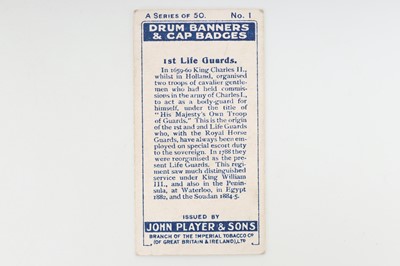 A SERIES OF 50. No. 1
DRUM BANNERS
& CAP BADGES
1st Life Guards.
In 1659-60 King Charles II.,
whilst in Holland, organised
two troops of cavalier gentle-
men who had held commis-
sions in the army of Charles I.,
to act as a body-guard for
himself, under the title of
"His Majesty's Own Troop
of Guards." This is the origin
of the 1st and 2nd Life Guards
who, with the Royal Horse
Guards, have always been em-
ployed on special escort duty
to the sovereign. In 1788 they
were reorganised as the pre-
sent Life Guards. This regi-
ment saw much distinguished
service under King William
III., and also in the Penin-
sula, at Waterloo, in Egypt
1882, and the Soudan 1884-5.
ISSUED BY
JOHN PLAYER & SONS
BRANCH OF THE IMPERIAL TOBACCO CO.
(OF GREAT BRITAIN & IRELAND), LTD